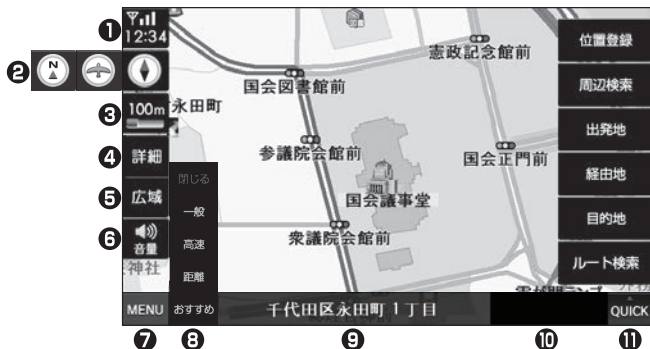 ❶
12:34
❷
N
❸
100m
永田町
❹
詳細
❺
広域
❻
音量
神社
閉じる
一般
高速
距離
おすすめ
憲政記念館前
国会図書館前
参議院会館前
国会正門前
国会議事堂
衆議院会館前
位置登録
周辺検索
出発地
経由地
目的地
ルート検索
MENU
千代田区永田町1丁目
QUICK
❼
❽
❾
❿
⓫